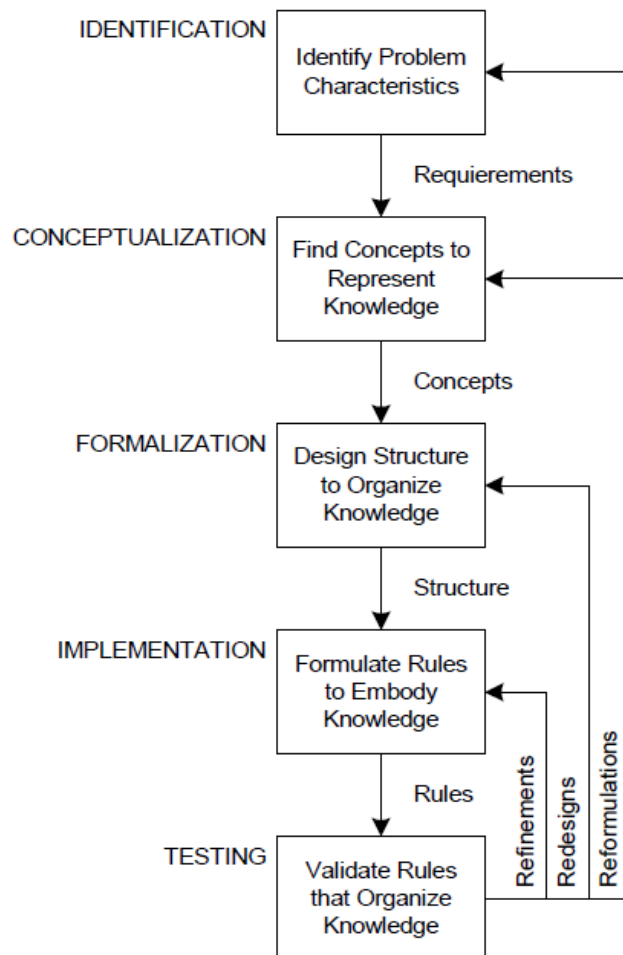 IDENTIFICATION
Identify Problem
Characteristics
Requierements
CONCEPTUALIZATION
Find Concepts to
Represent
Knowledge
Concepts
FORMALIZATION
Design Structure
to Organize
Knowledge
Structure
IMPLEMENTATION
Formulate Rules
to Embody
Knowledge
Rules
TESTING
Validate Rules
that Organize
Knowledge
Refinements
Redesigns
Reformulations